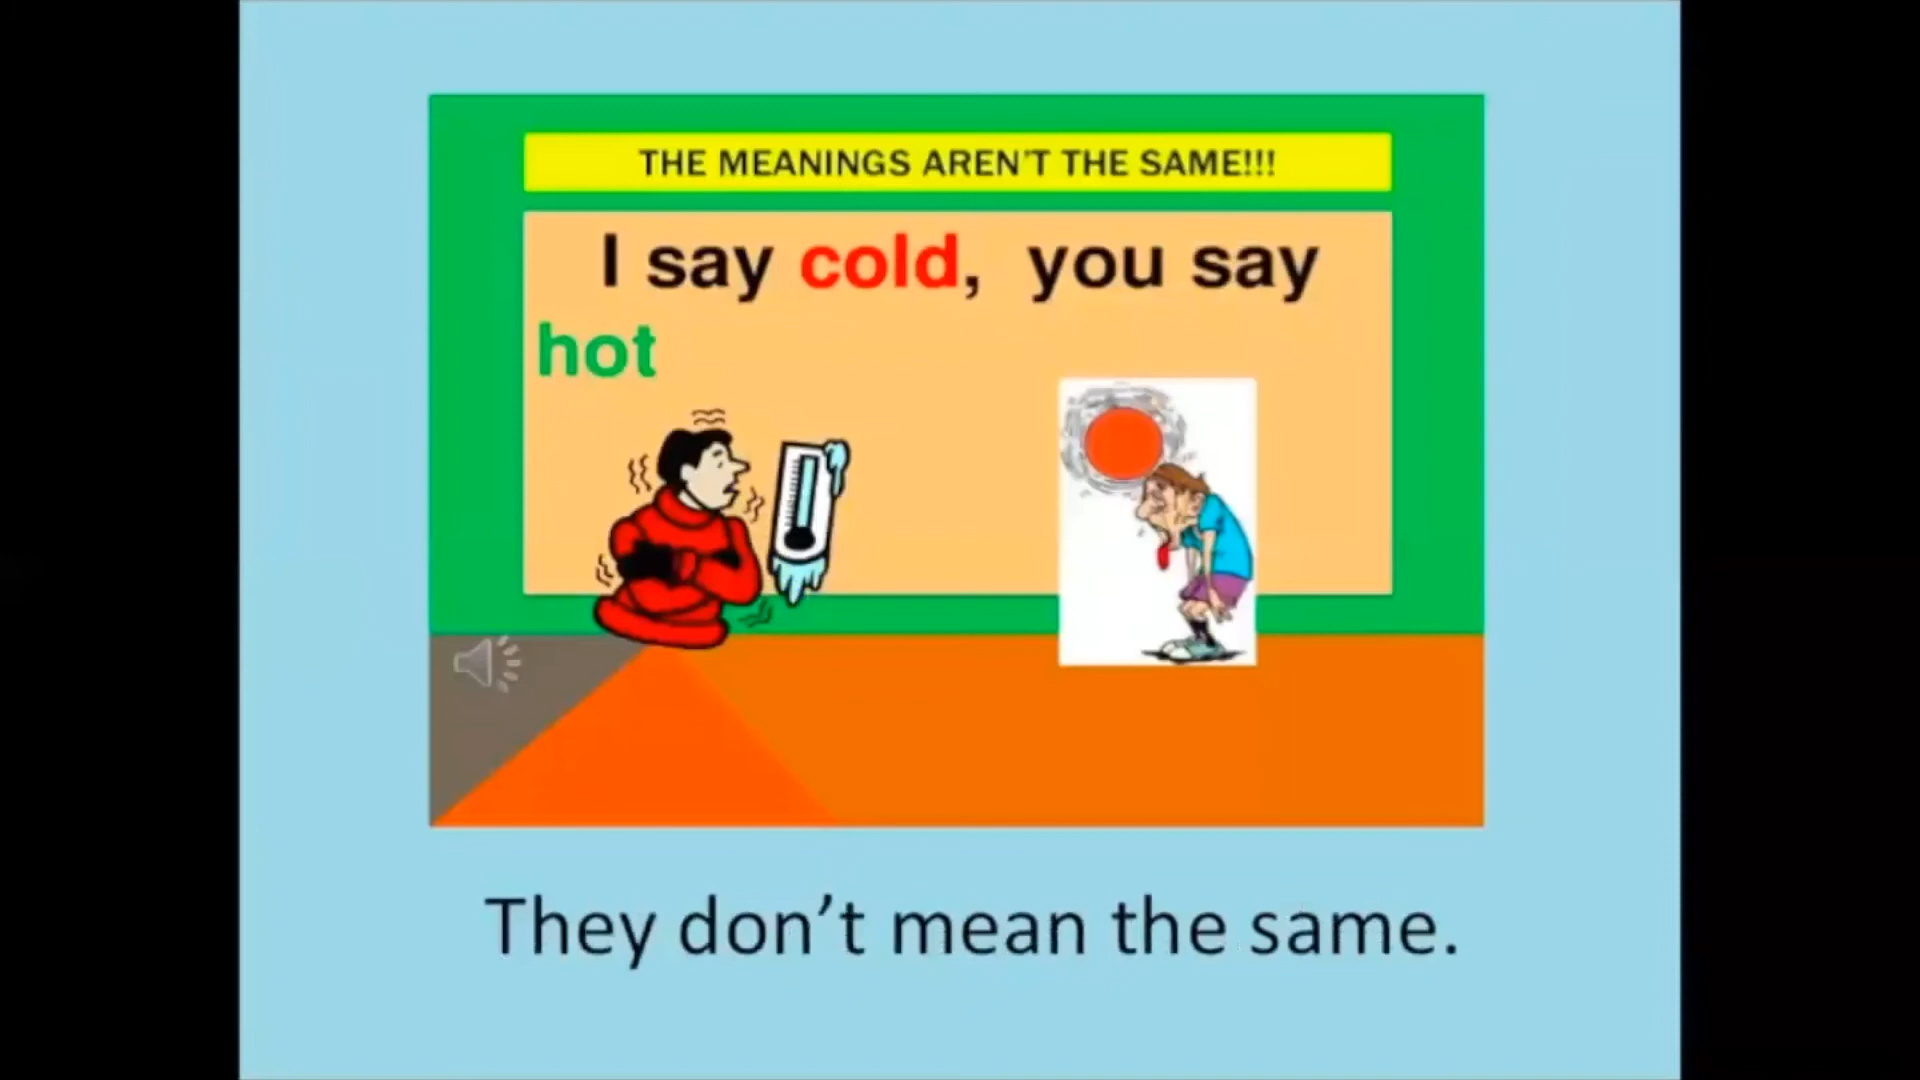 THE MEANINGS AREN'T THE SAME!!!
I say cold, you say
hot
They don’t mean the same.